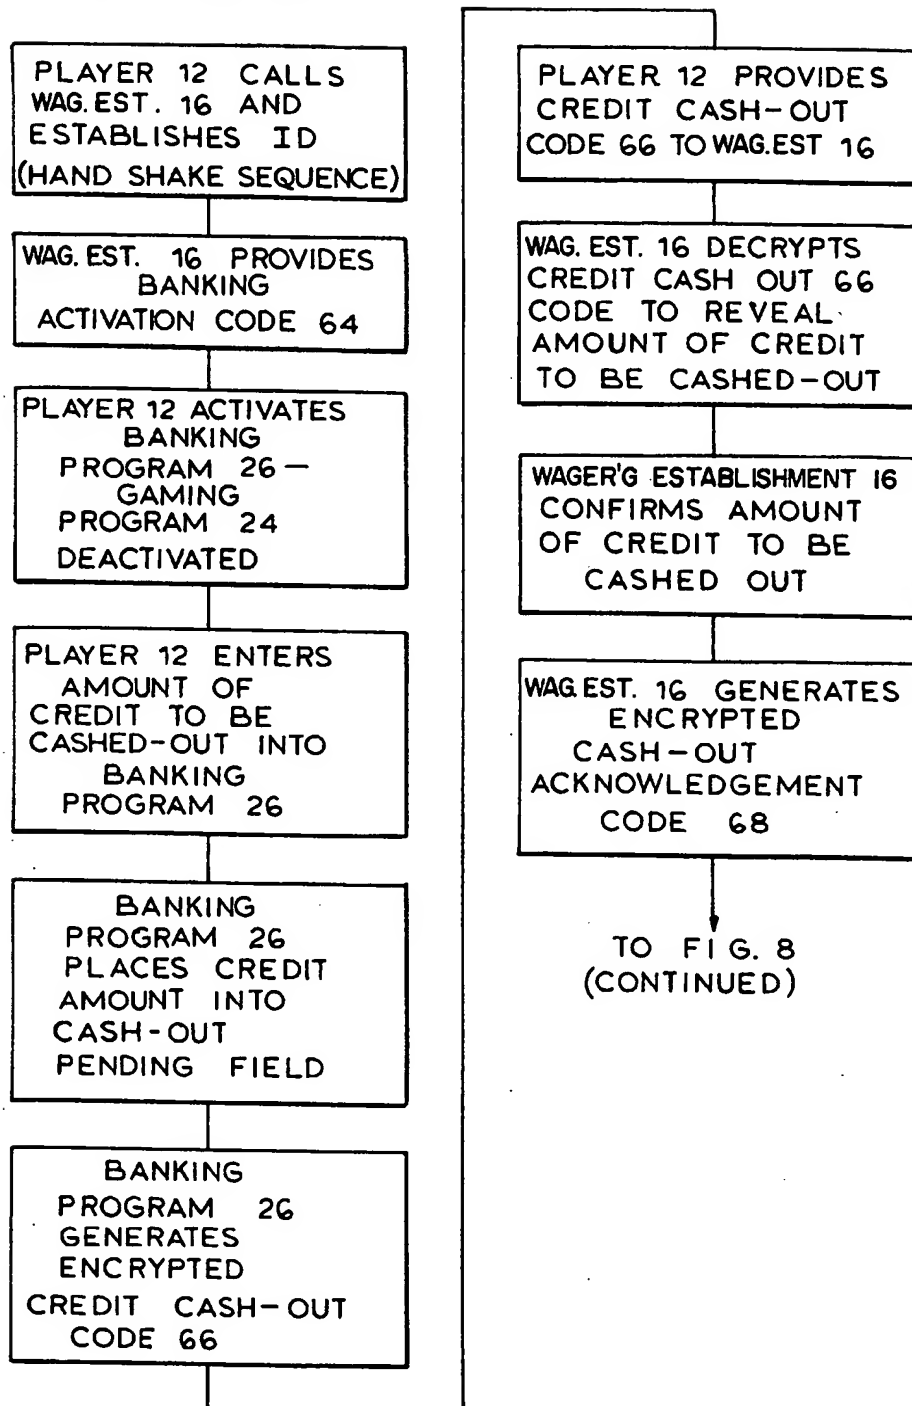 PLAYER 12 CALLS
WAG. EST. 16 AND
ESTABLISHES ID
(HAND SHAKE SEQUENCE)
WAG. EST. 16 PROVIDES
BANKING
ACTIVATION CODE 64
PLAYER 12 ACTIVATES
BANKING
PROGRAM 26—
GAMING
PROGRAM 24
DEACTIVATED
PLAYER 12 ENTERS
AMOUNT OF
CREDIT TO BE
CASHED-OUT INTO
BANKING
PROGRAM 26
BANKING
PROGRAM 26
PLACES CREDIT
AMOUNT INTO
CASH-OUT
PENDING FIELD
BANKING
PROGRAM 26
GENERATES
ENCRYPTED
CREDIT CASH-OUT
CODE 66
PLAYER 12 PROVIDES
CREDIT CASH-OUT
CODE 66 TO WAG.EST 16
WAG. EST. 16 DECRYPTS
CREDIT CASH OUT 66
CODE TO REVEAL
AMOUNT OF CREDIT
TO BE CASHED-OUT
WAGER'G ESTABLISHMENT 16
CONFIRMS AMOUNT
OF CREDIT TO BE
CASHED OUT
WAG. EST. 16 GENERATES
ENCRYPTED
CASH-OUT
ACKNOWLEDGEMENT
CODE 68
TO FIG. 8
(CONTINUED)